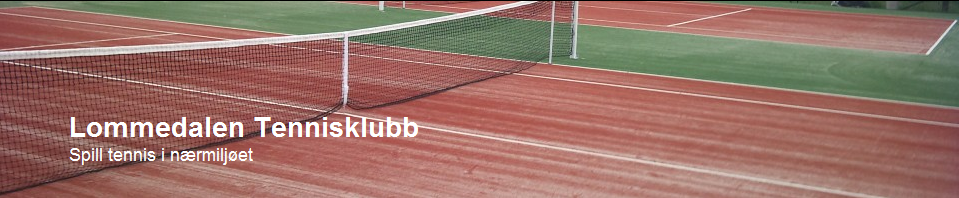 Lommedalen Tennisklubb
Spill tennis i nærmiljøet